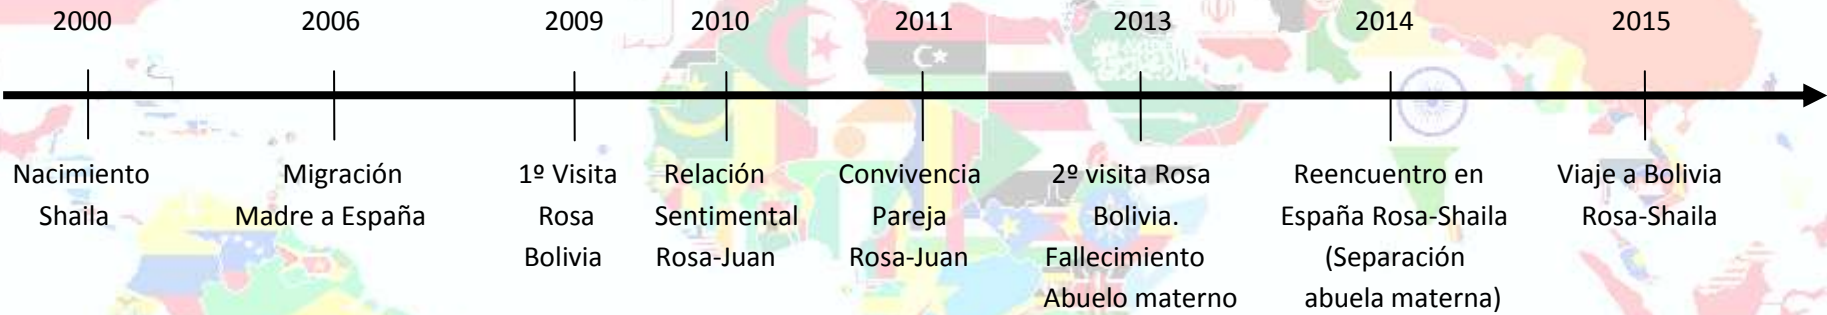 2000 2006 2009 2010 2011 2013 2014 2015
Nacimiento
Shaila
Migración
Madre a España
1º Visita
Rosa
Bolivia
Relación
Sentimental
Rosa-Juan
Convivencia
Pareja
Rosa-Juan
2º visita Rosa
Bolivia.
Fallecimiento
Abuelo materno
Reencuentro en
España Rosa-Shaila
(Separación
abuela materna)
Viaje a Bolivia
Rosa-Shaila